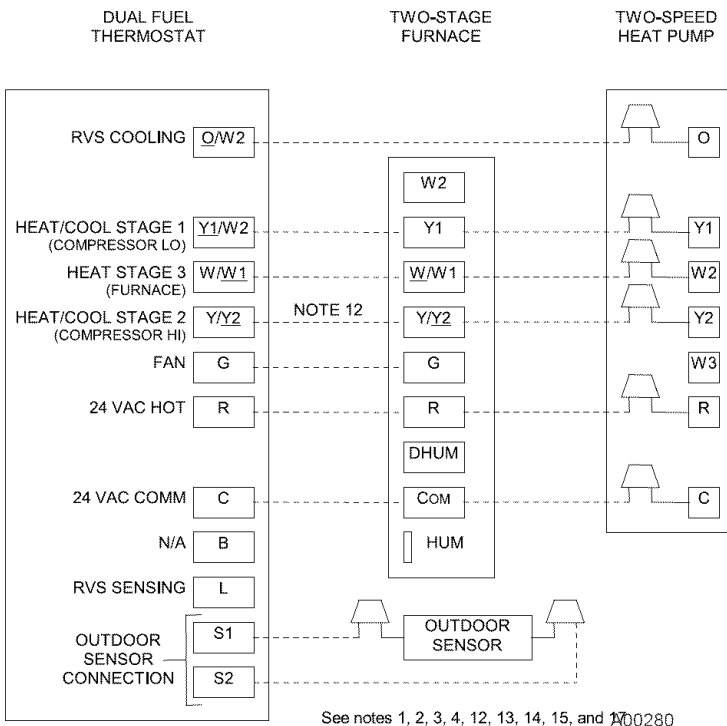 DUAL FUEL THERMOSTAT
TWO-STAGE FURNACE
TWO-SPEED HEAT PUMP
RVS COOLING O/W2 O
W2
HEAT/COOL STAGE 1 Y1/W2 Y1 Y1
(COMPRESSOR LO)
HEAT STAGE 3 W/W1 W/W1 W2
(FURNACE)
HEAT/COOL STAGE 2 Y/Y2 NOTE 12 Y/Y2 Y2
(COMPRESSOR HI)
FAN G G W3
24 VAC HOT R R R
DHUM
24 VAC COMM C COM C
N/A B HUM
RVS SENSING L
OUTDOOR SENSOR CONNECTION S1 S2
OUTDOOR SENSOR
See notes 1, 2, 3, 4, 12, 13, 14, 15, and
A00280